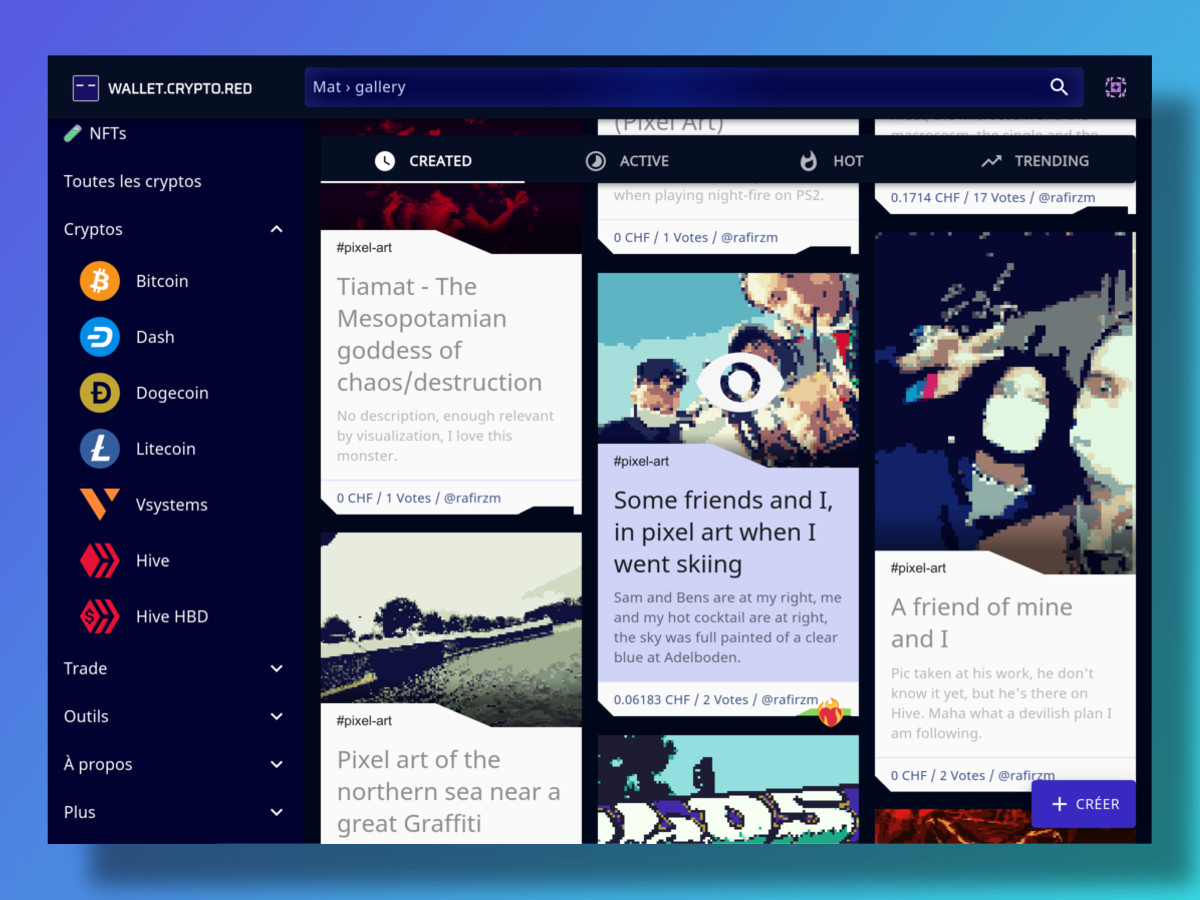 WALLET.CRYPTO.RED
Mat › gallery
NFTs
Toutes les cryptos
Cryptos
Bitcoin
Dash
Dogecoin
Litecoin
Vsystems
Hive
Hive HBD
Trade
Outils
À propos
Plus
CREATED
ACTIVE
HOT
TRENDING
#pixel-art
Tiamat - The
Mesopotamian
goddess of
chaos/destruction
No description, enough relevant
by visualization, I love this
monster.
0 CHF / 1 Votes / @rafirzm
#pixel-art
Pixel art of the
northern sea near a
great Graffiti
(Pixel Art)
when playing night-fire on PS2.
0 CHF / 1 Votes / @rafirzm
#pixel-art
Some friends and I,
in pixel art when I
went skiing
Sam and Bens are at my right, me
and my hot cocktail are at right,
the sky was full painted of a clear
blue at Adelboden.
0.06183 CHF / 2 Votes / @rafirzm
macrocosm, the single and the
0.1714 CHF / 17 Votes / @rafirzm
#pixel-art
A friend of mine
and I
Pic taken at his work, he don't
know it yet, but he's there on
Hive. Maha what a devilish plan I
am following.
0 CHF / 2 Votes / @rafirzm
CRÉER